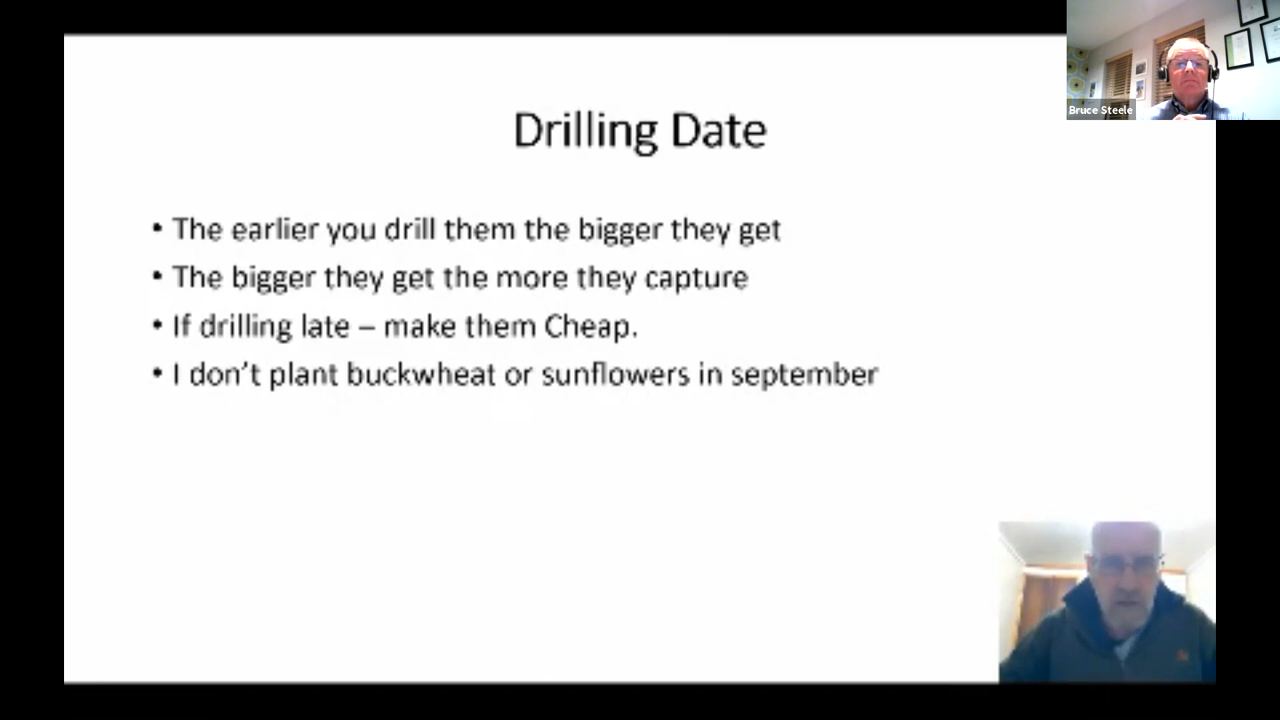 Bruce Steele
Drilling Date
• The earlier you drill them the bigger they get
• The bigger they get the more they capture
• If drilling late – make them Cheap.
• I don’t plant buckwheat or sunflowers in september